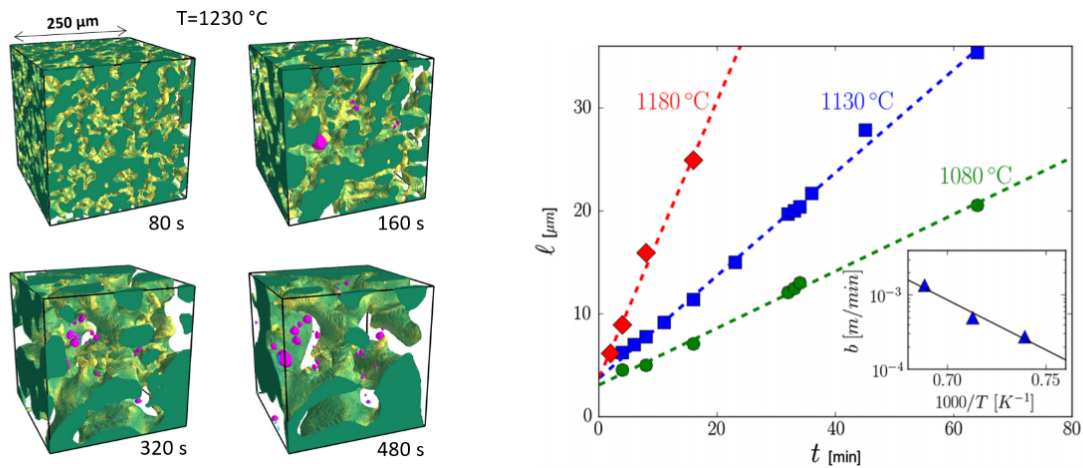 250 μm
T=1230 °C
80 s
160 s
320 s
480 s
ℓ [μm]
30
20
10
0
1180 °C
1130 °C
1080 °C
b [m/min]
10⁻³
10⁻⁴
0.70 0.75
1000/T [K⁻¹]
0 20 40 60 80
t [min]